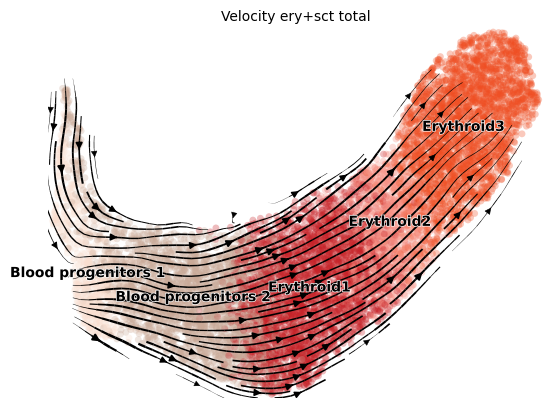 Velocity ery+sct total
Erythroid3
Erythroid2
Blood progenitors 1
Erythroid1
Blood progenitors 2